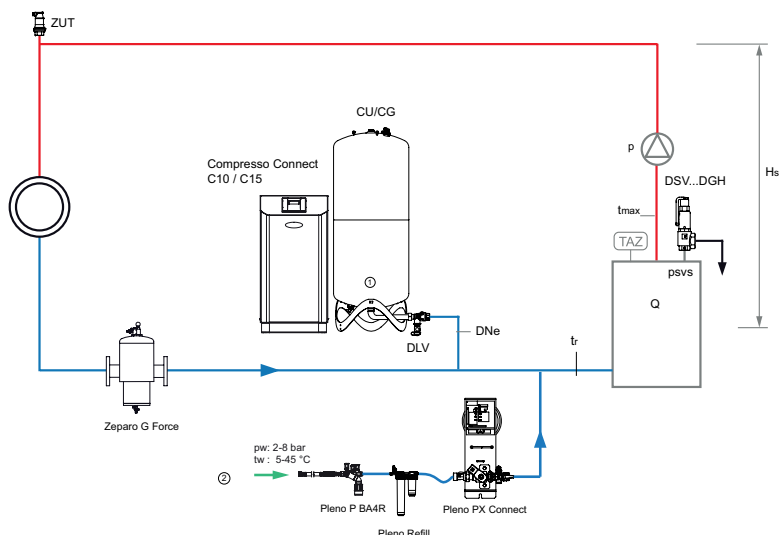 ZUT
CU/CG
Compresso Connect
C10 / C15
p
Hs
DSV...DGH
tmax
TAZ
psvs
Q
1
DNe
DLV
tr
Zeparo G Force
pw: 2-8 bar
tw : 5-45 °C
2
Pleno P BA4R
Pleno PX Connect
Pleno Refill